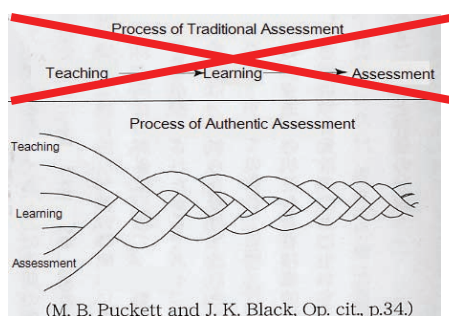 Process of Traditional Assessment
Teaching Learning Assessment
Process of Authentic Assessment
Teaching
Learning
Assessment
(M. B. Puckett and J. K. Black, Op. cit., p.34.)